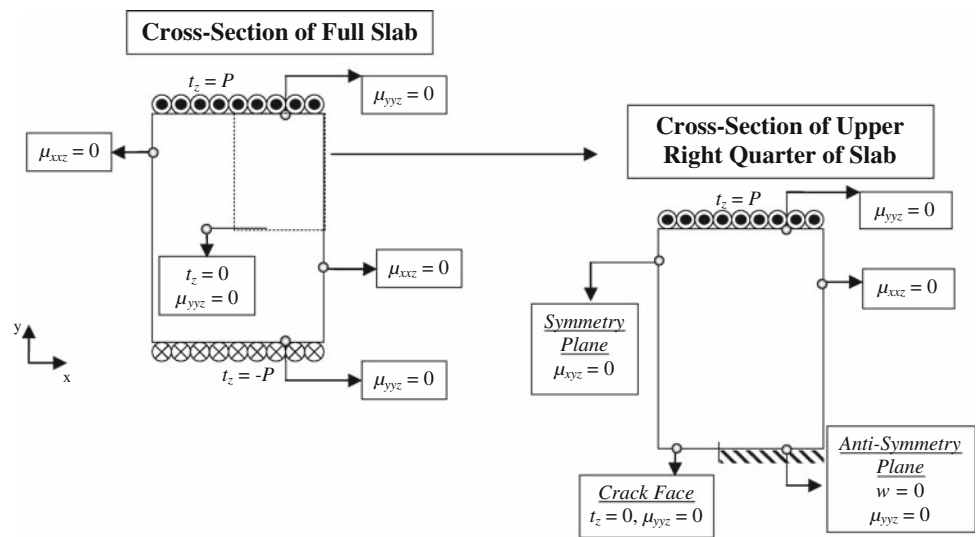 Cross-Section of Full Slab
t_z = P
μ_yyz = 0
μ_xxz = 0
t_z = 0
μ_yyz = 0
μ_xxz = 0
y
x
t_z = -P
μ_yyz = 0
Cross-Section of Upper
Right Quarter of Slab
t_z = P
μ_yyz = 0
μ_xxz = 0
Symmetry
Plane
μ_xyz = 0
Crack Face
t_z = 0, μ_yyz = 0
Anti-Symmetry
Plane
w = 0
μ_yyz = 0